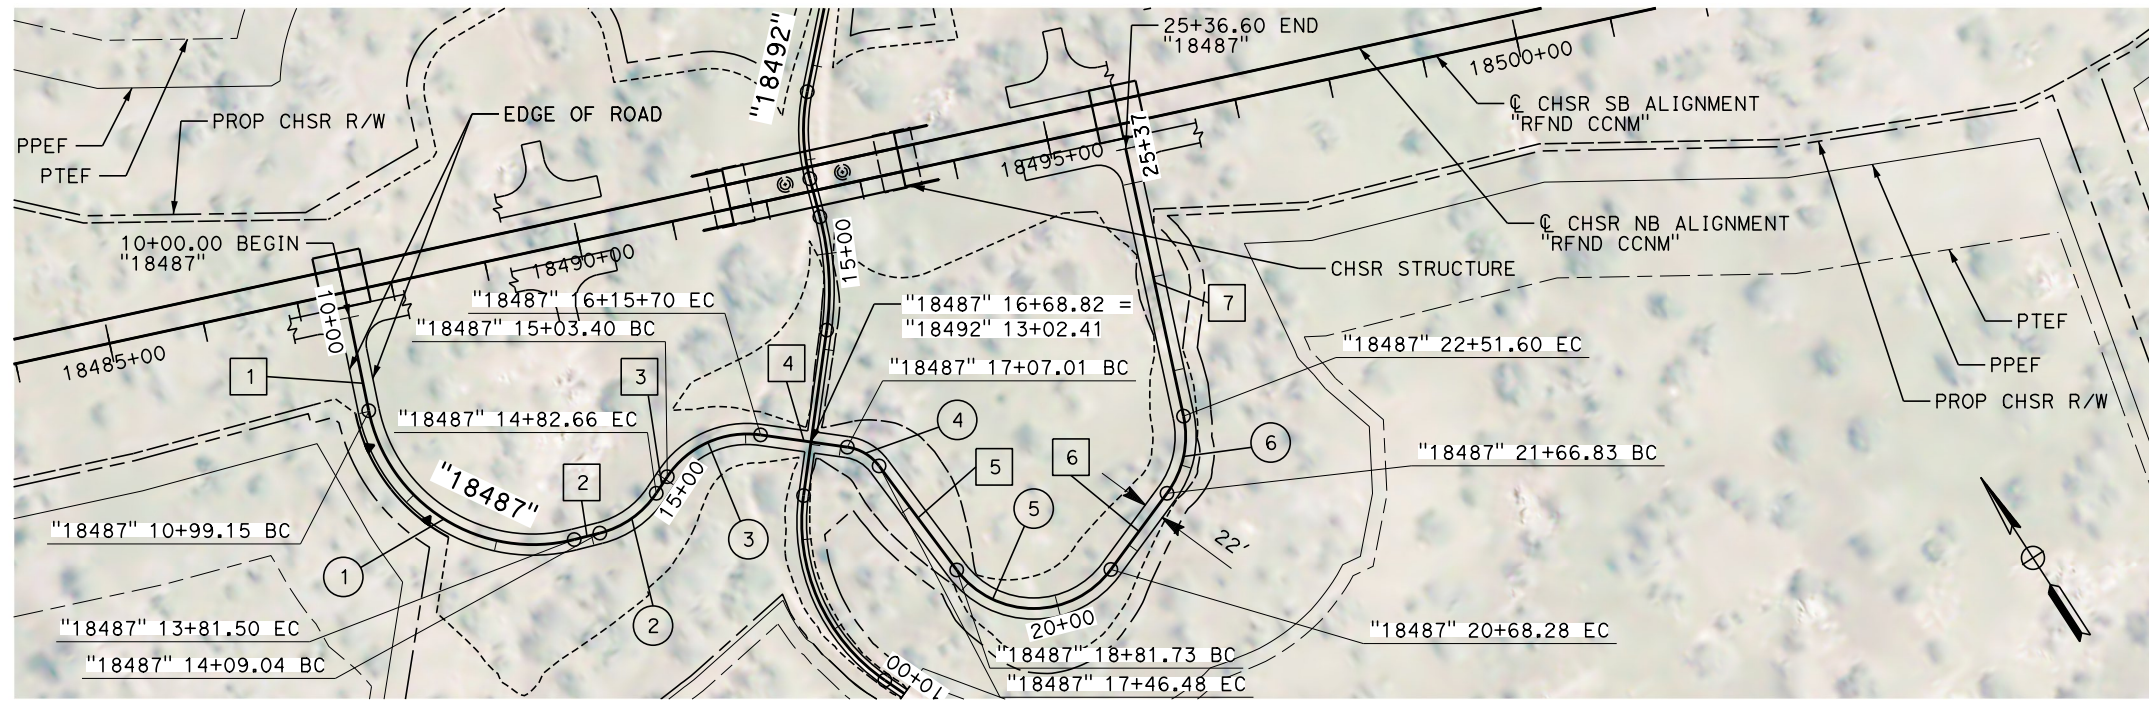 "18492"
25+36.60 END
"18487"
18500+00
℄ CHSR SB ALIGNMENT
"RFND CCNM"
PPEF
PTEF
PROP CHSR R/W
EDGE OF ROAD
25+37
18495+00
℄ CHSR NB ALIGNMENT
"RFND CCNM"
10+00.00 BEGIN
"18487"
18490+00
15+00
CHSR STRUCTURE
10+00
"18487" 16+15+70 EC
"18487" 15+03.40 BC
"18487" 16+68.82 =
"18492" 13+02.41
7
PTEF
18485+00
1
3
4
"18487" 17+07.01 BC
"18487" 22+51.60 EC
PPEF
PROP CHSR R/W
"18487" 14+82.66 EC
4
6
"18487"
2
15+00
5
6
"18487" 21+66.83 BC
5
3
22'
"18487" 10+99.15 BC
1
2
20+00
"18487" 13+81.50 EC
"18487" 14+09.04 BC
10+00
"18487" 20+68.28 EC
"18487" 18+81.73 BC
"18487" 17+46.48 EC